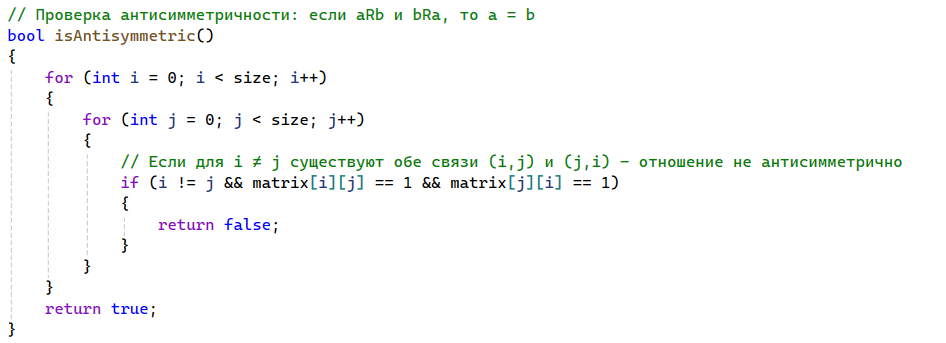 // Проверка антисимметричности: если aRb и bRa, то a = b
bool isAntisymmetric()
{
    for (int i = 0; i < size; i++)
    {
        for (int j = 0; j < size; j++)
        {
            // Если для i ≠ j существуют обе связи (i,j) и (j,i) – отношение не антисимметрично
            if (i != j && matrix[i][j] == 1 && matrix[j][i] == 1)
            {
                return false;
            }
        }
    }
    return true;
}